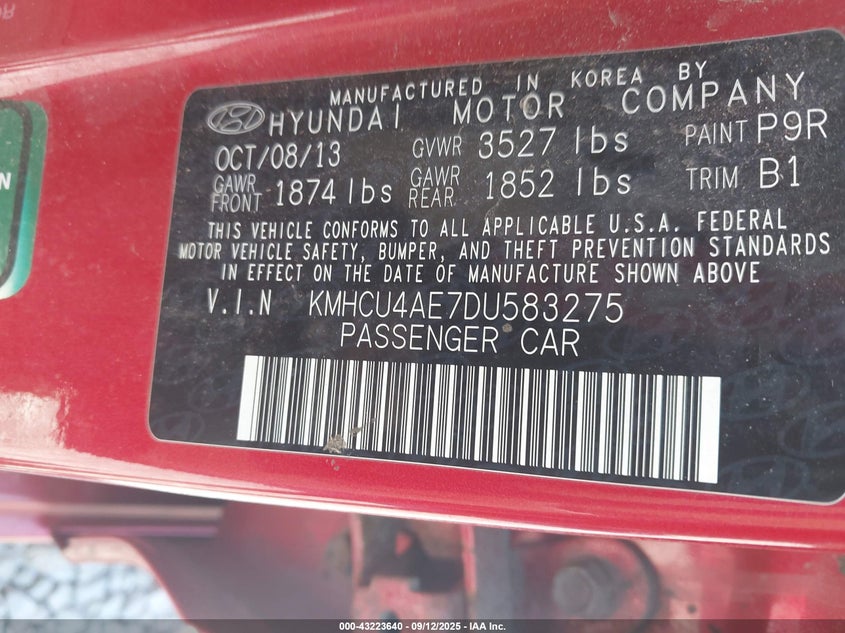 MANUFACTURED IN KOREA BY
HYUNDAI MOTOR COMPANY
OCT/08/13 GVWR 3527 lbs PAINT P9R
GAWR FRONT 1874 lbs GAWR REAR 1852 lbs TRIM B1
THIS VEHICLE CONFORMS TO ALL APPLICABLE U.S.A. FEDERAL
MOTOR VEHICLE SAFETY, BUMPER, AND THEFT PREVENTION STANDARDS
IN EFFECT ON THE DATE OF MANUFACTURE SHOWN ABOVE
V.I.N KMHCU4AE7DU583275
PASSENGER CAR
000-43223640 - 09/12/2025 - IAA Inc.